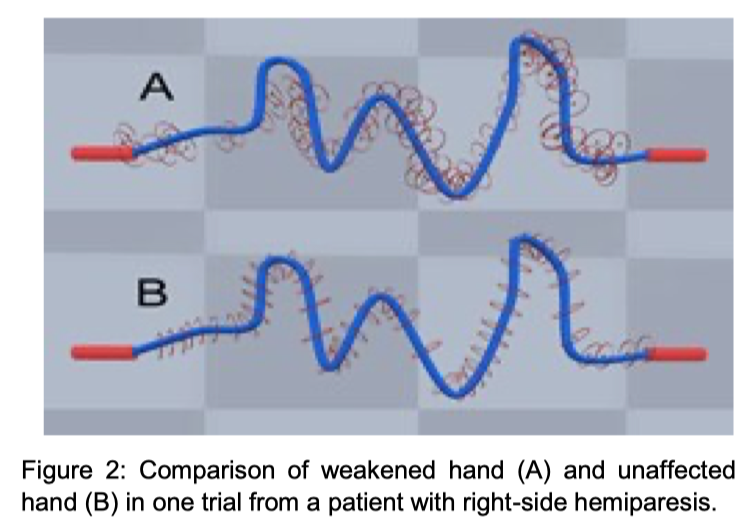 A
B
Figure 2: Comparison of weakened hand (A) and unaffected
hand (B) in one trial from a patient with right-side hemiparesis.